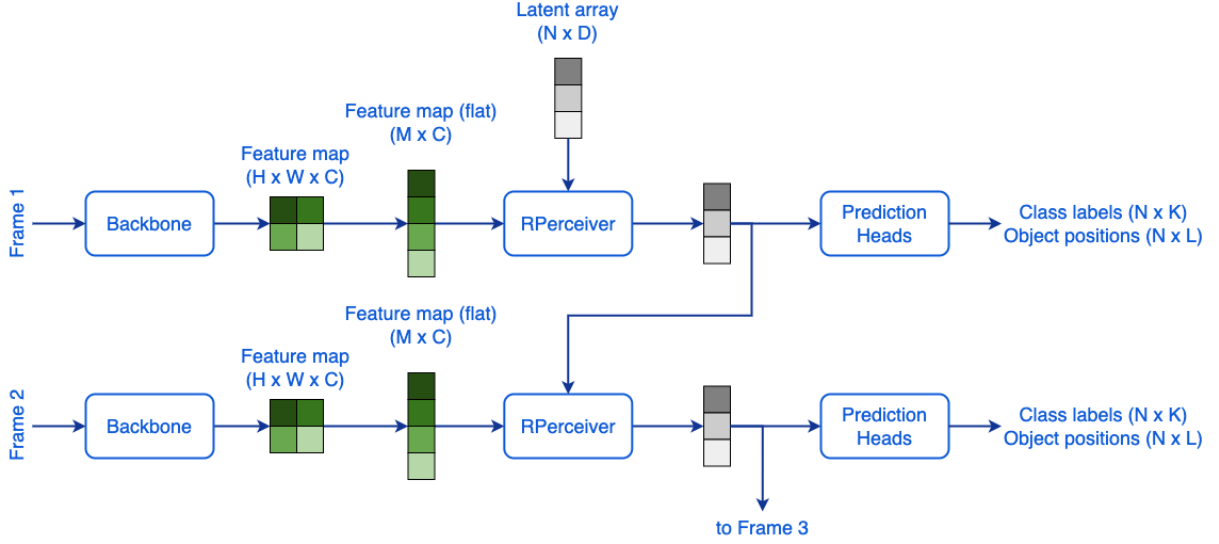 Latent array
(N x D)
Feature map (flat)
(M x C)
Feature map
(H x W x C)
Frame 1
Backbone
RPerceiver
Prediction
Heads
Class labels (N x K)
Object positions (N x L)
Feature map (flat)
(M x C)
Feature map
(H x W x C)
Frame 2
Backbone
RPerceiver
Prediction
Heads
Class labels (N x K)
Object positions (N x L)
to Frame 3